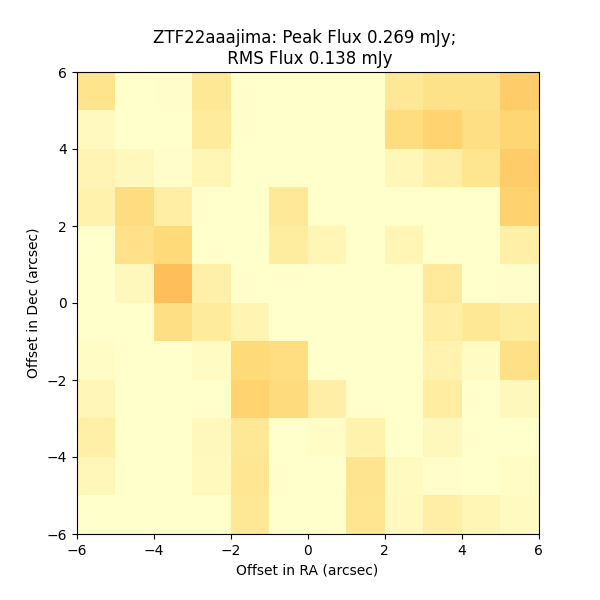 ZTF22aaajima: Peak Flux 0.269 mJy;
RMS Flux 0.138 mJy
6
4
2
0
−2
−4
−6
Offset in Dec (arcsec)
−6 −4 −2 0 2 4 6
Offset in RA (arcsec)